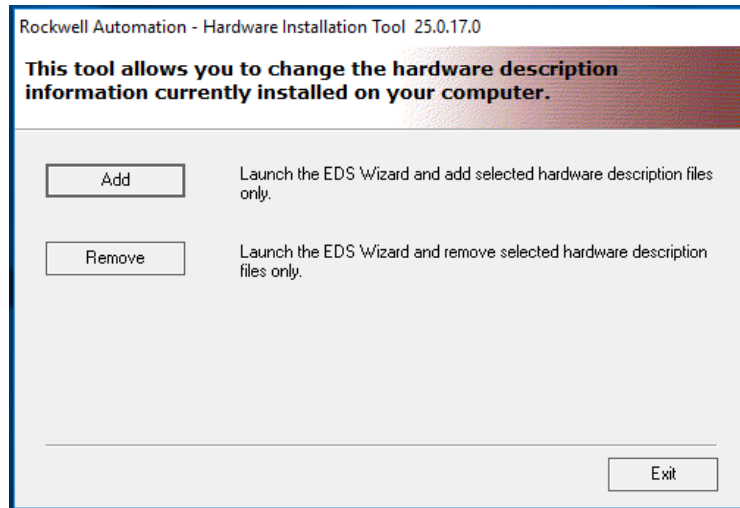 Rockwell Automation - Hardware Installation Tool 25.0.17.0
This tool allows you to change the hardware description
information currently installed on your computer.
Add
Launch the EDS Wizard and add selected hardware description files
only.
Remove
Launch the EDS Wizard and remove selected hardware description
files only.
Exit